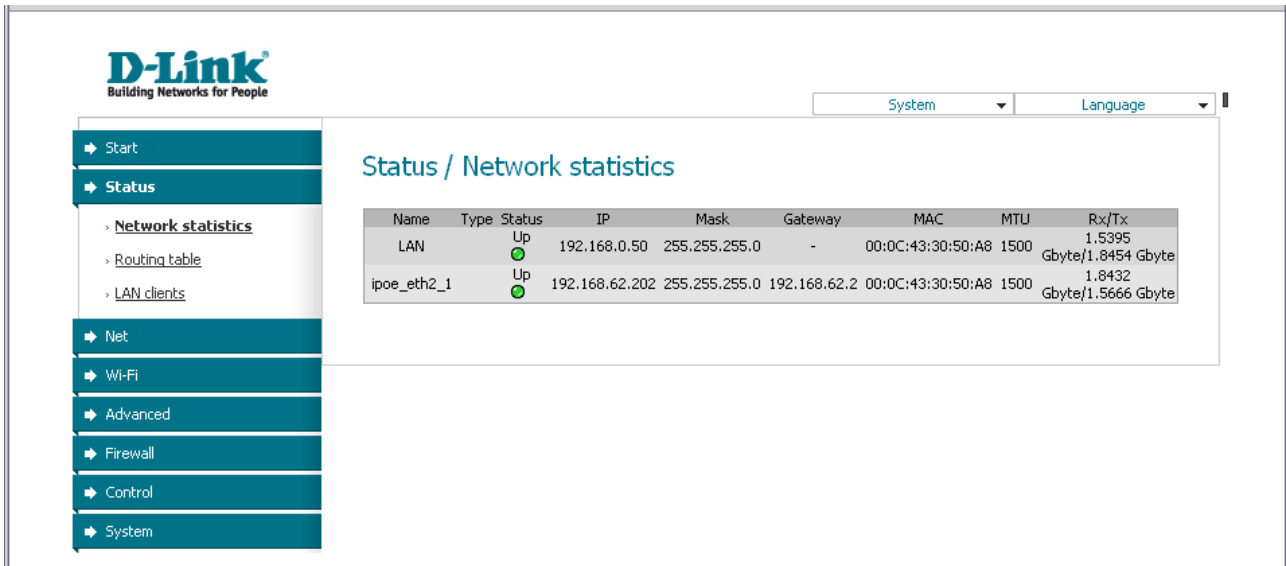 D-Link
Building Networks for People
System
Language
Start
Status
Network statistics
Routing table
LAN clients
Net
Wi-Fi
Advanced
Firewall
Control
System
Status / Network statistics
Name Type Status IP Mask Gateway MAC MTU Rx/Tx
LAN Up 192.168.0.50 255.255.255.0 - 00:0C:43:30:50:A8 1500 1.5395
Gbyte/1.8454 Gbyte
ipoe_eth2_1 Up 192.168.62.202 255.255.255.0 192.168.62.2 00:0C:43:30:50:A8 1500 1.8432
Gbyte/1.5666 Gbyte